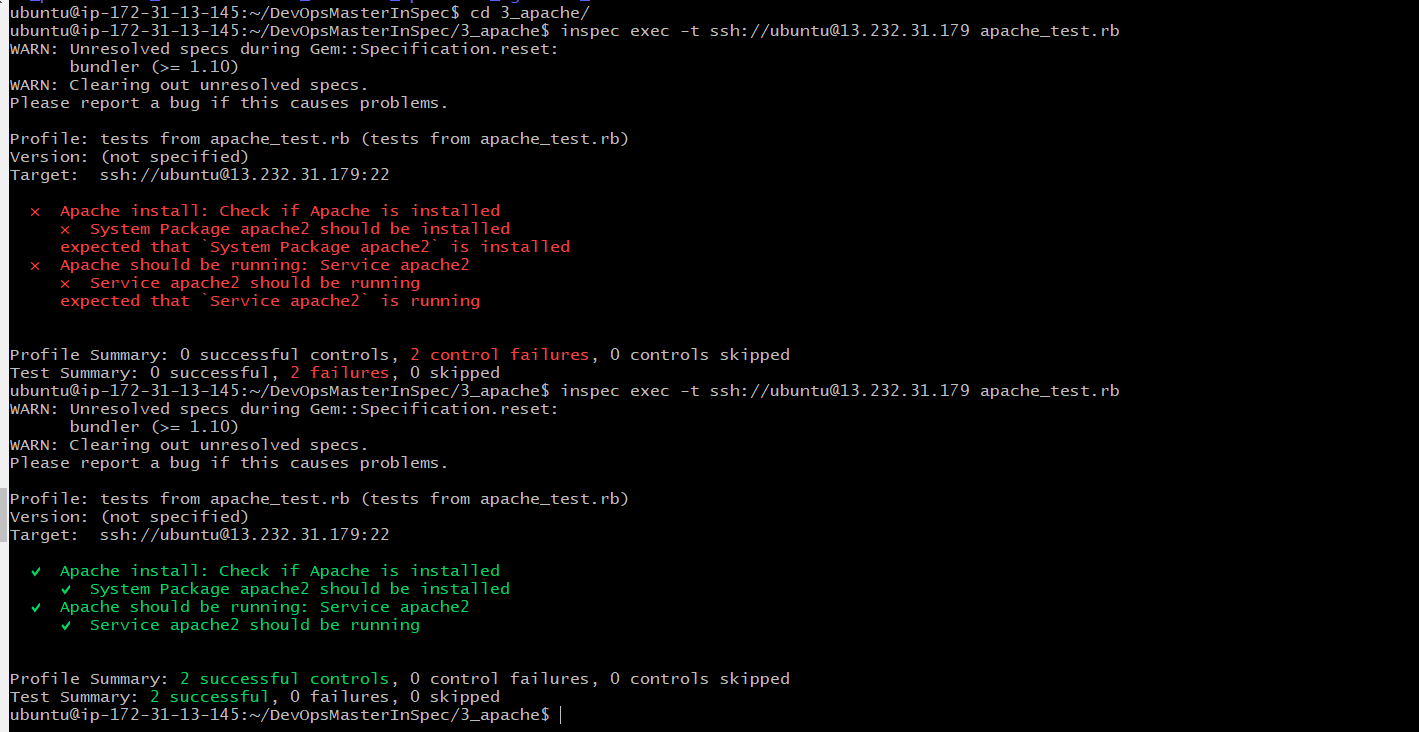 ubuntu@ip-172-31-13-145:~/DevOpsMasterInSpec$ cd 3_apache/
ubuntu@ip-172-31-13-145:~/DevOpsMasterInSpec/3_apache$ inspec exec -t ssh://ubuntu@13.232.31.179 apache_test.rb
WARN: Unresolved specs during Gem::Specification.reset:
      bundler (>= 1.10)
WARN: Clearing out unresolved specs.
Please report a bug if this causes problems.

Profile: tests from apache_test.rb (tests from apache_test.rb)
Version: (not specified)
Target:  ssh://ubuntu@13.232.31.179:22

  ×  Apache install: Check if Apache is installed
     ×  System Package apache2 should be installed
     expected that `System Package apache2` is installed
  ×  Apache should be running: Service apache2
     ×  Service apache2 should be running
     expected that `Service apache2` is running


Profile Summary: 0 successful controls, 2 control failures, 0 controls skipped
Test Summary: 0 successful, 2 failures, 0 skipped
ubuntu@ip-172-31-13-145:~/DevOpsMasterInSpec/3_apache$ inspec exec -t ssh://ubuntu@13.232.31.179 apache_test.rb
WARN: Unresolved specs during Gem::Specification.reset:
      bundler (>= 1.10)
WARN: Clearing out unresolved specs.
Please report a bug if this causes problems.

Profile: tests from apache_test.rb (tests from apache_test.rb)
Version: (not specified)
Target:  ssh://ubuntu@13.232.31.179:22

  ✔  Apache install: Check if Apache is installed
     ✔  System Package apache2 should be installed
  ✔  Apache should be running: Service apache2
     ✔  Service apache2 should be running


Profile Summary: 2 successful controls, 0 control failures, 0 controls skipped
Test Summary: 2 successful, 0 failures, 0 skipped
ubuntu@ip-172-31-13-145:~/DevOpsMasterInSpec/3_apache$